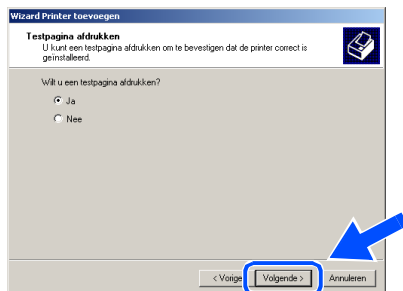 Wizard Printer toevoegen
Testpagina afdrukken
U kunt een testpagina afdrukken om te bevestigen dat de printer correct is
geïnstalleerd.
Wilt u een testpagina afdrukken?
Ja
Nee
< Vorige
Volgende >
Annuleren